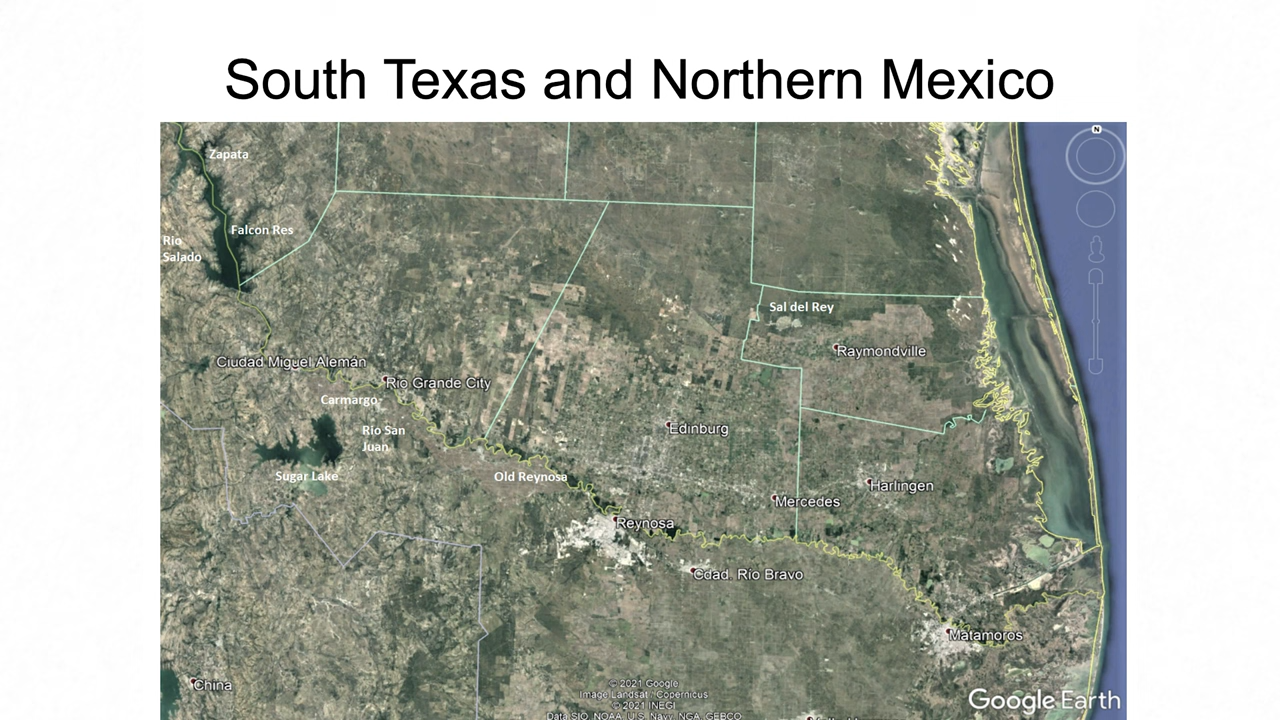 South Texas and Northern Mexico
N
Zapata
Falcon Res
Rio
Salado
Sal del Rey
Raymondville
Ciudad Miguel Alemán
Rio Grande City
Carmargo
Rio San
Juan
Edinburg
Sugar Lake
Old Reynosa
Harlingen
Mercedes
Reynosa
Cdad. Río Bravo
Matamoros
China
© 2021 Google
Image Landsat / Copernicus
© 2021 INEGI
Data SIO, NOAA, U.S. Navy, NGA, GEBCO
Google Earth